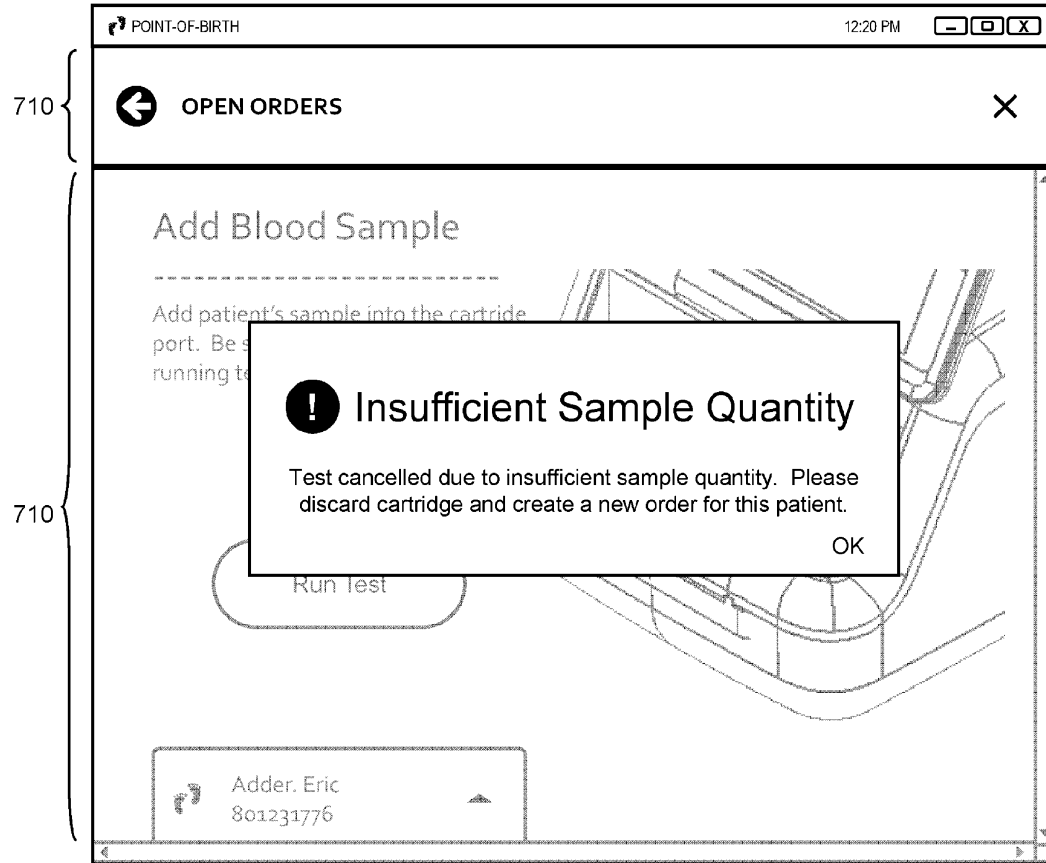 POINT-OF-BIRTH 12:20 PM
710
OPEN ORDERS
Add Blood Sample
Add patient's sample into the cartride
port. Be s
running te
! Insufficient Sample Quantity
Test cancelled due to insufficient sample quantity. Please
discard cartridge and create a new order for this patient.
710
OK
Run Test
Adder. Eric
801231776